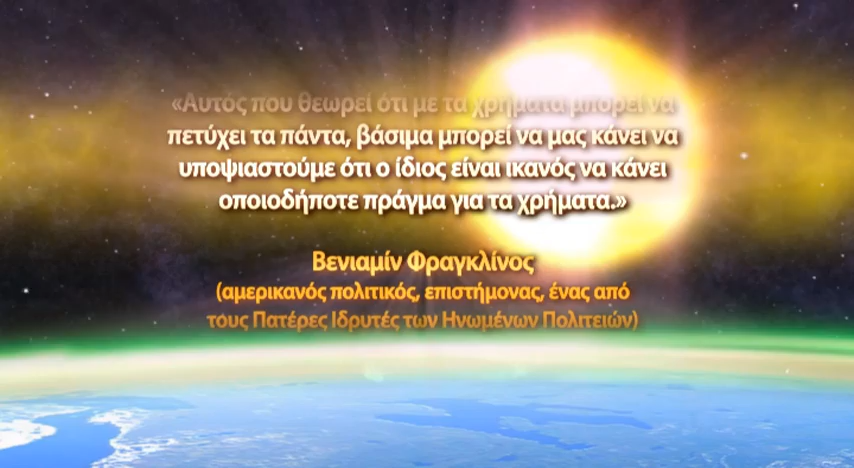 «Αυτός που θεωρεί ότι με τα χρήματα μπορεί να
πετύχει τα πάντα, βάσιμα μπορεί να μας κάνει να
υποψιαστούμε ότι ο ίδιος είναι ικανός να κάνει
οποιοδήποτε πράγμα για τα χρήματα.»
Βενιαμίν Φραγκλίνος
(αμερικανός πολιτικός, επιστήμονας, ένας από
τους Πατέρες Ιδρυτές των Ηνωμένων Πολιτειών)